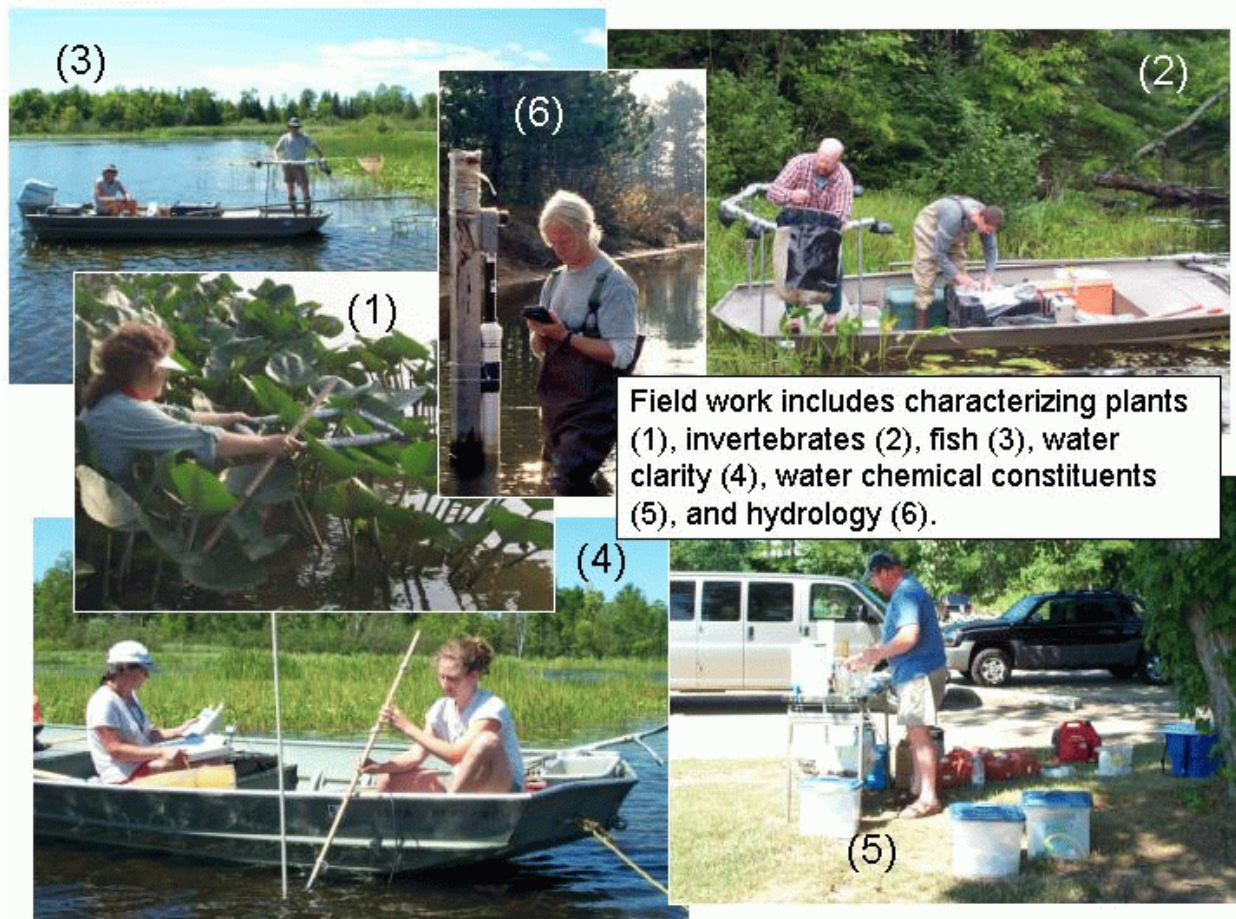 (3)
(6)
(2)
(1)
Field work includes characterizing plants
(1), invertebrates (2), fish (3), water
clarity (4), water chemical constituents
(5), and hydrology (6).
(4)
(5)